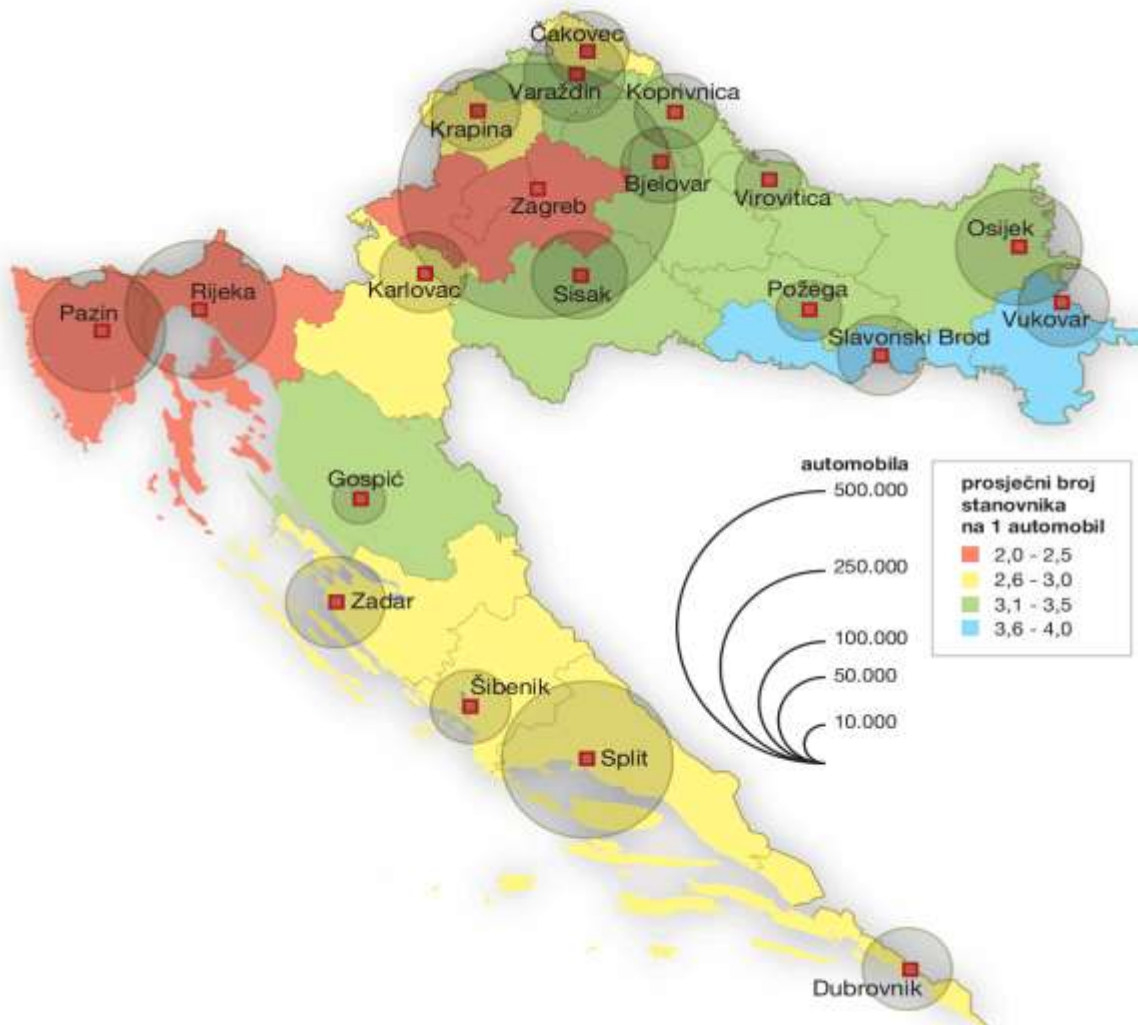 Čakovec
Varaždin
Koprivnica
Krapina
Bjelovar
Virovitica
Zagreb
Osijek
Karlovac
Sisak
Požega
Vukovar
Pazin
Rijeka
Slavonski Brod
Gospić
Zadar
Šibenik
Split
Dubrovnik
automobila
500.000
250.000
100.000
50.000
10.000
prosječni broj
stanovnika
na 1 automobil
2,0 - 2,5
2,6 - 3,0
3,1 - 3,5
3,6 - 4,0